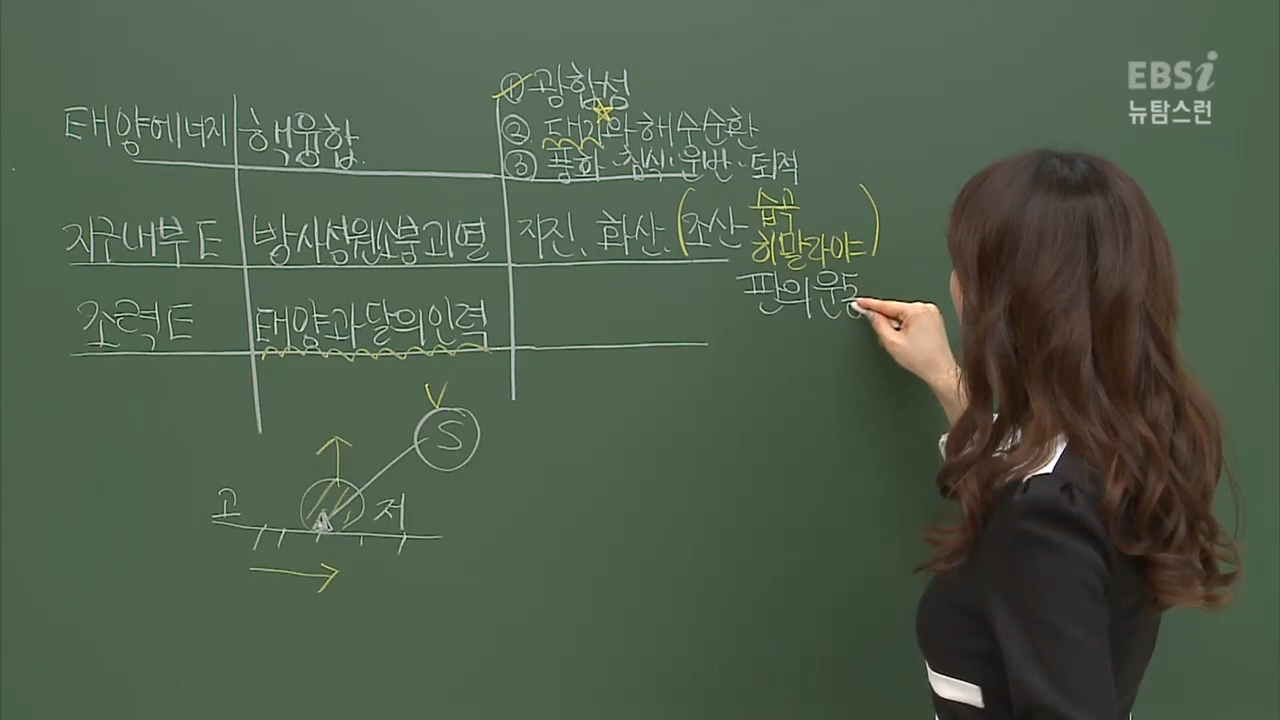 EBSi
뉴탐스런
태양에너지 핵융합
① 광합성
② 대기와 해수순환
③ 풍화·침식·운반·퇴적
지구내부E 방사성원소붕괴열 지진, 화산, (조산 습곡
히말라야)
판의 운동
조력E 태양과 달의 인력
S
고 A 저